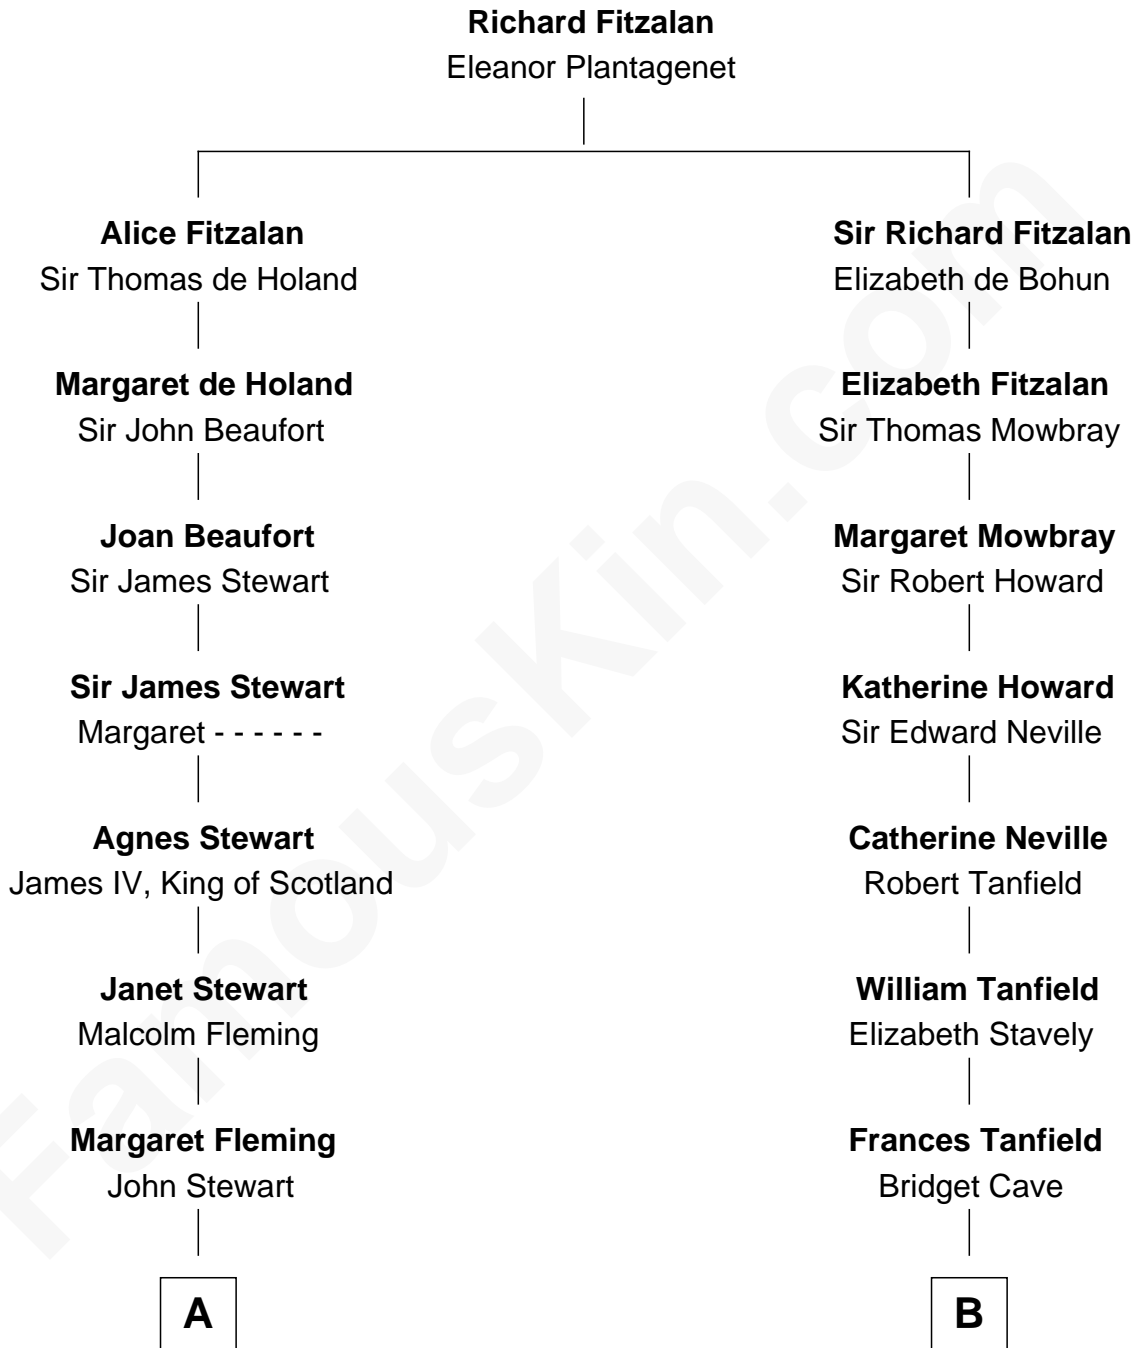 Richard Fitzalan
Eleanor Plantagenet
Alice Fitzalan
Sir Thomas de Holand
Margaret de Holand
Sir John Beaufort
Joan Beaufort
Sir James Stewart
Sir James Stewart
Margaret - - - - - -
Agnes Stewart
James IV, King of Scotland
Janet Stewart
Malcolm Fleming
Margaret Fleming
John Stewart
A
Sir Richard Fitzalan
Elizabeth de Bohun
Elizabeth Fitzalan
Sir Thomas Mowbray
Margaret Mowbray
Sir Robert Howard
Katherine Howard
Sir Edward Neville
Catherine Neville
Robert Tanfield
William Tanfield
Elizabeth Stavely
Frances Tanfield
Bridget Cave
B
FamousKin.com